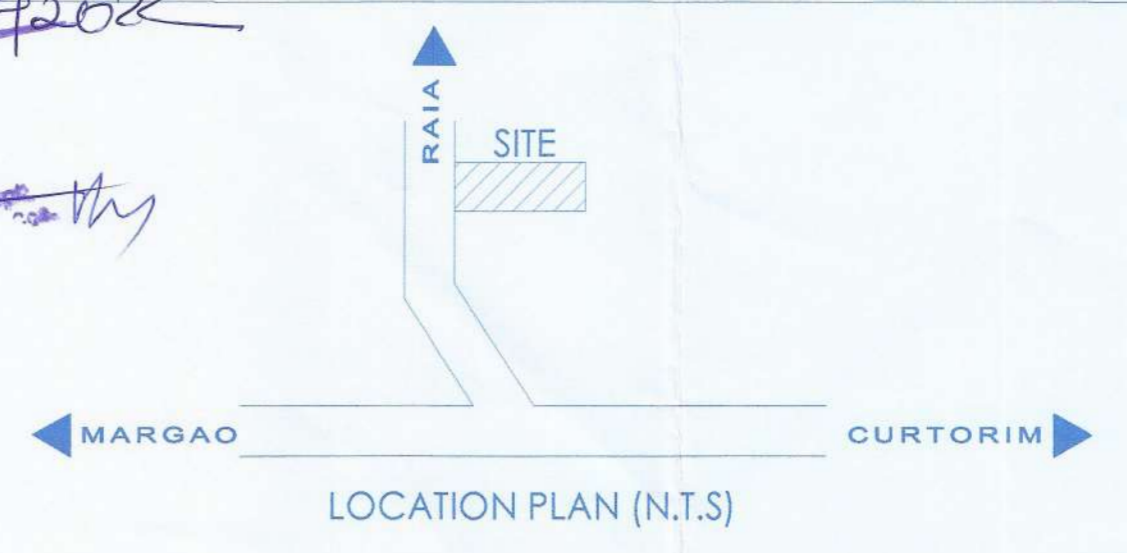 RAIA
SITE
MARGAO
CURTORIM
LOCATION PLAN (N.T.S)